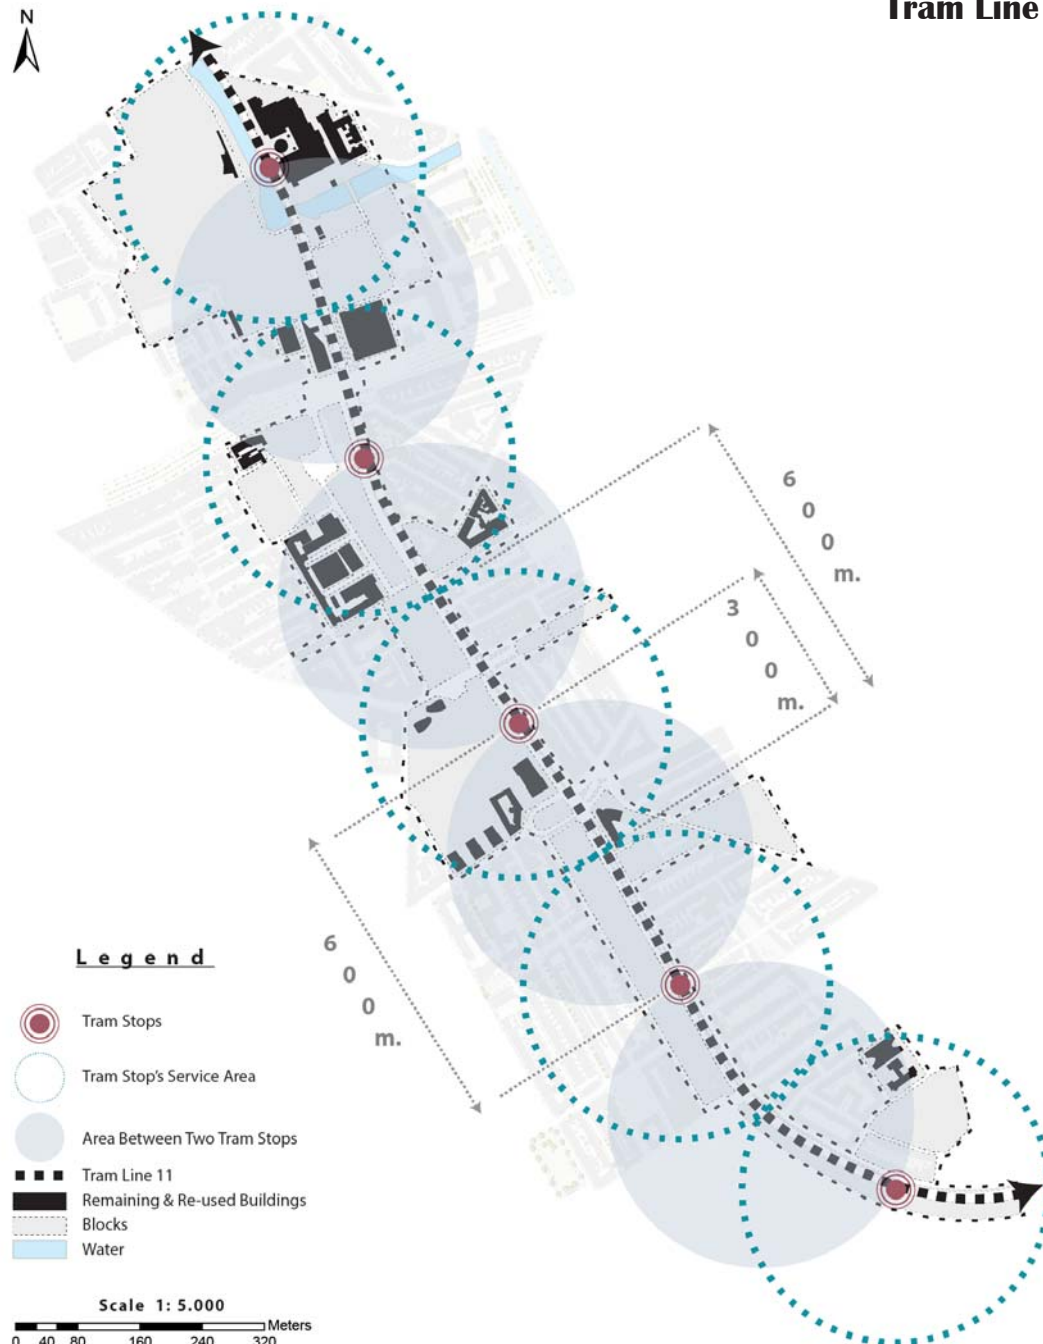 Tram Line
N
6
0
0
m.
3
0
0
m.
6
0
0
m.
Legend
Tram Stops
Tram Stop's Service Area
Area Between Two Tram Stops
Tram Line 11
Remaining & Re-used Buildings
Blocks
Water
Scale 1: 5.000
Meters
0 40 80 160 240 320